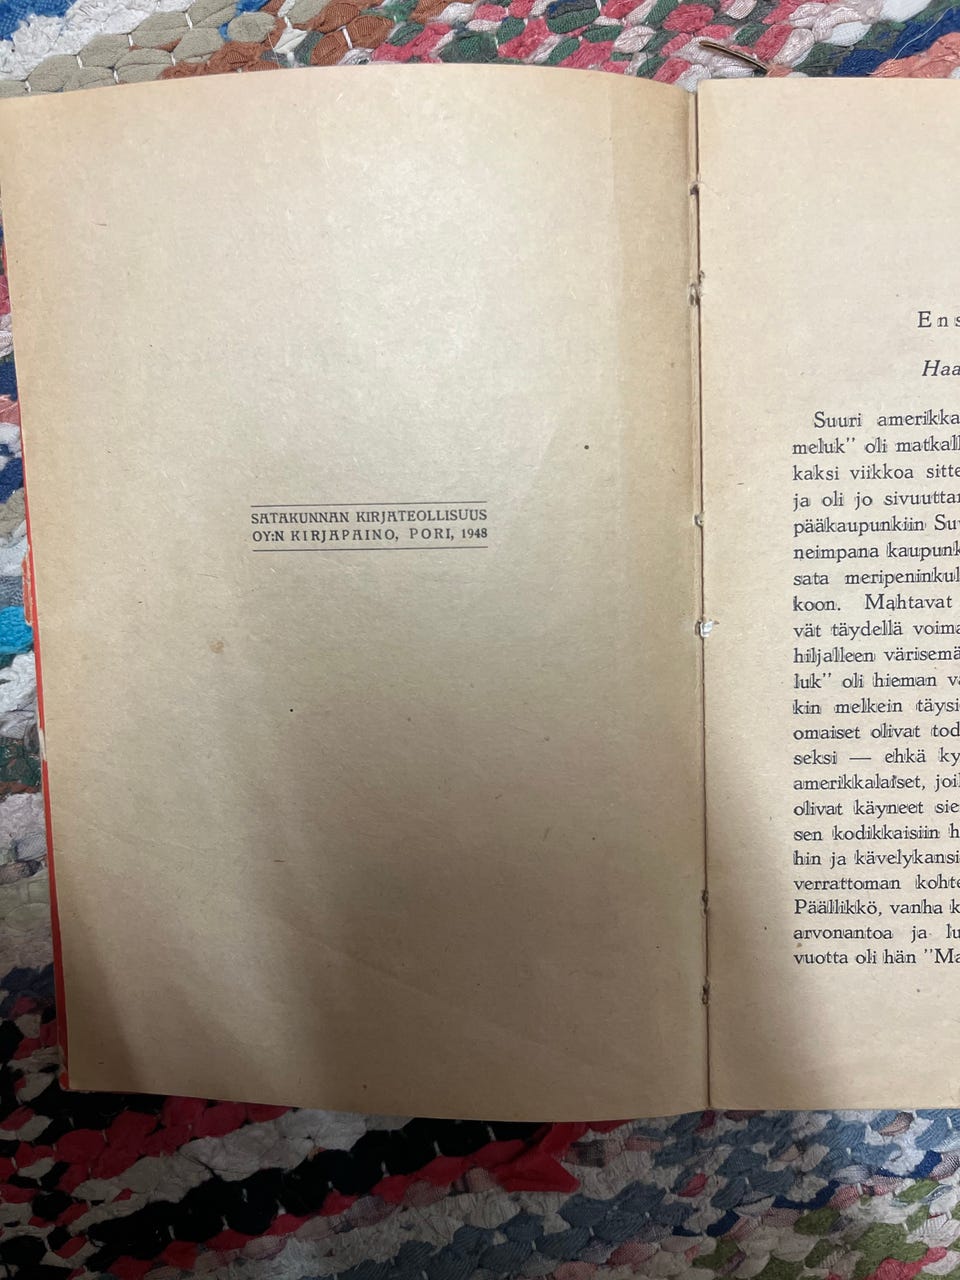 SATAKUNNAN KIRJATEOLLISUUS
OY:N KIRJAPAINO, PORI, 1948
Ens
Haa
Suuri amerikka
meluk" oli matkall
kaksi viikkoa sitte
ja oli jo sivuuttan
pääkaupunkiin Su
neimpana kaupunk
sata meripeninkul
koon. Mahtavat
vät täydellä voima
hiljalleen värisemä
luk" oli hieman va
kin melkein täysi
omaiset olivat tod
seksi — ehkä ky
amerikkalaiset, joil
olivat käyneet sie
sen kodikkaisiin h
hin ja kävelykansi
verrattoman kohte
Päällikkö, vanha k
arvonantoa ja lu
vuotta oli hän "Ma